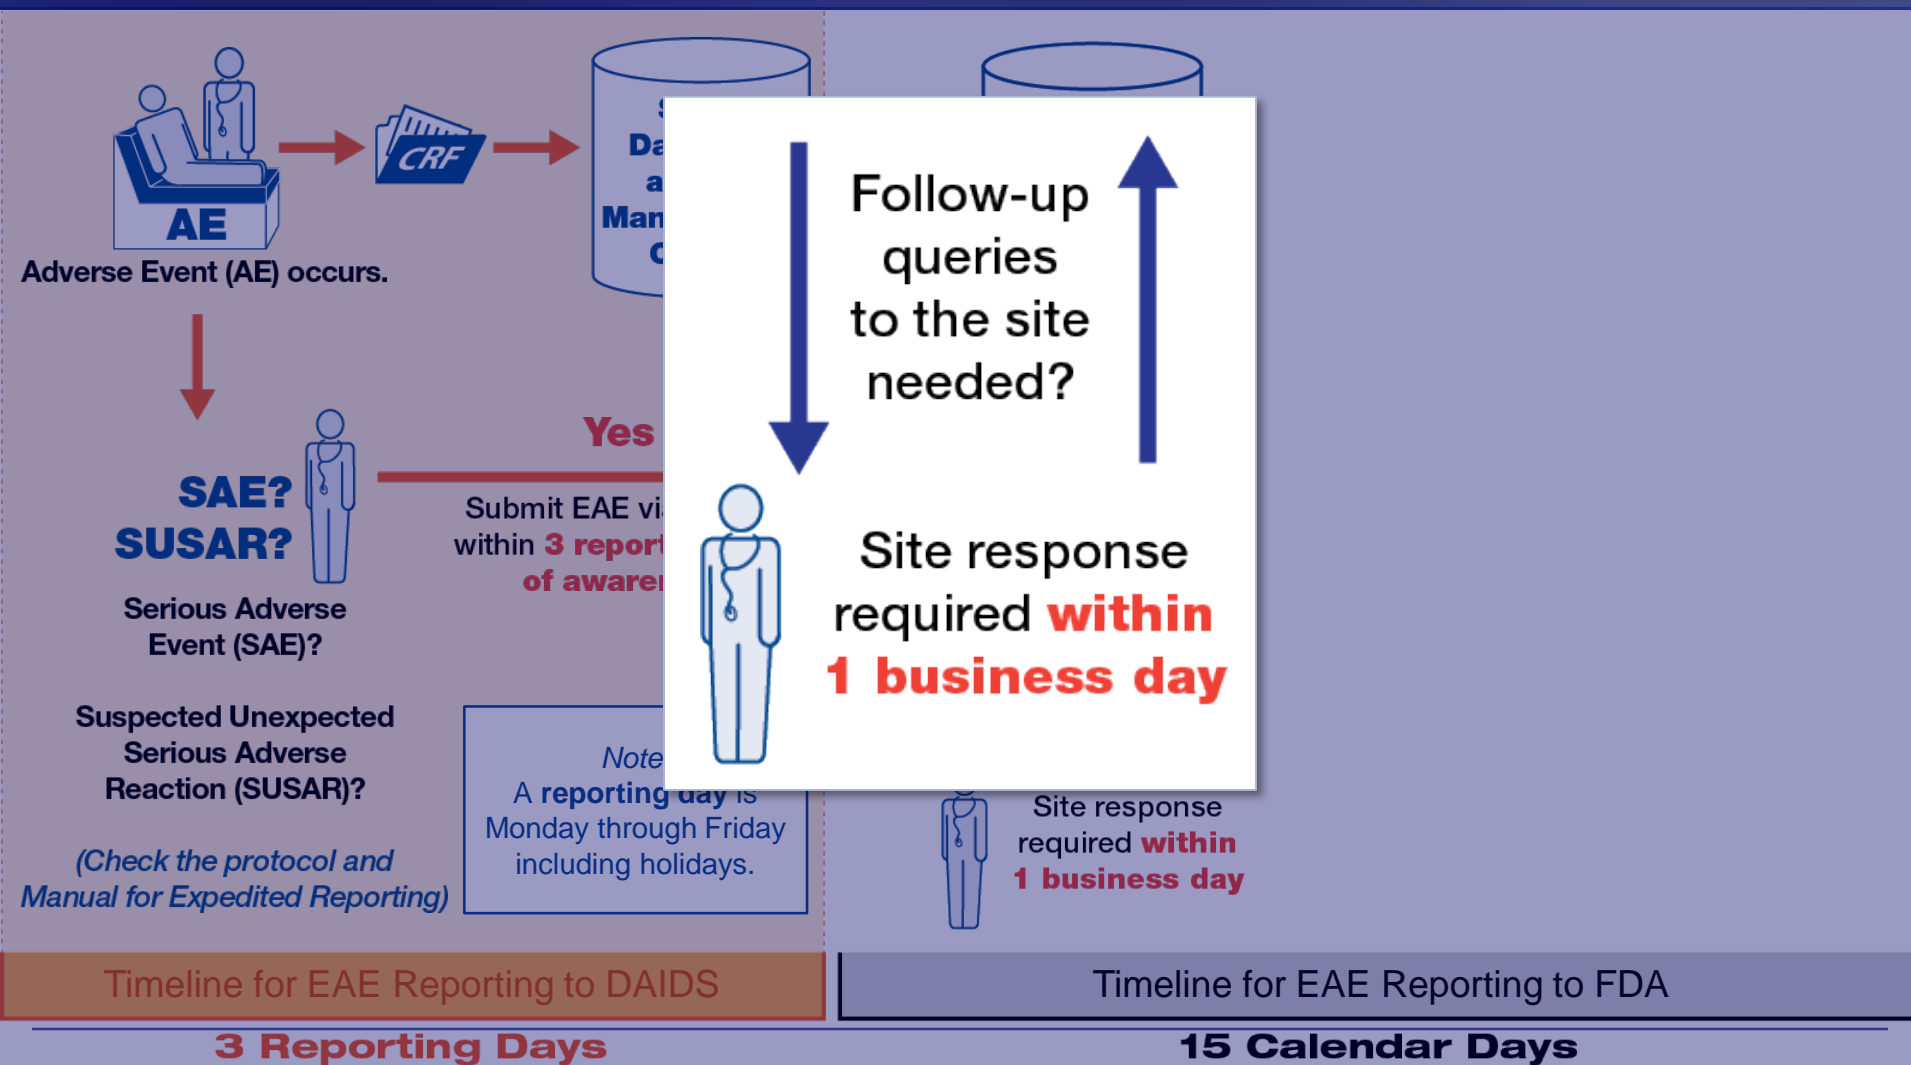 CRF
AE
Adverse Event (AE) occurs.
SAE?
SUSAR?
Serious Adverse
Event (SAE)?
Suspected Unexpected
Serious Adverse
Reaction (SUSAR)?
(Check the protocol and
Manual for Expedited Reporting)
Yes
Submit EAE
within 3
of
Note
A reporting day is
Monday through Friday
including holidays.
Follow-up
queries
to the site
needed?
Site response
required within
1 business day
Site response
required within
1 business day
Timeline for EAE Reporting to DAIDS
Timeline for EAE Reporting to FDA
3 Reporting Days
15 Calendar Days